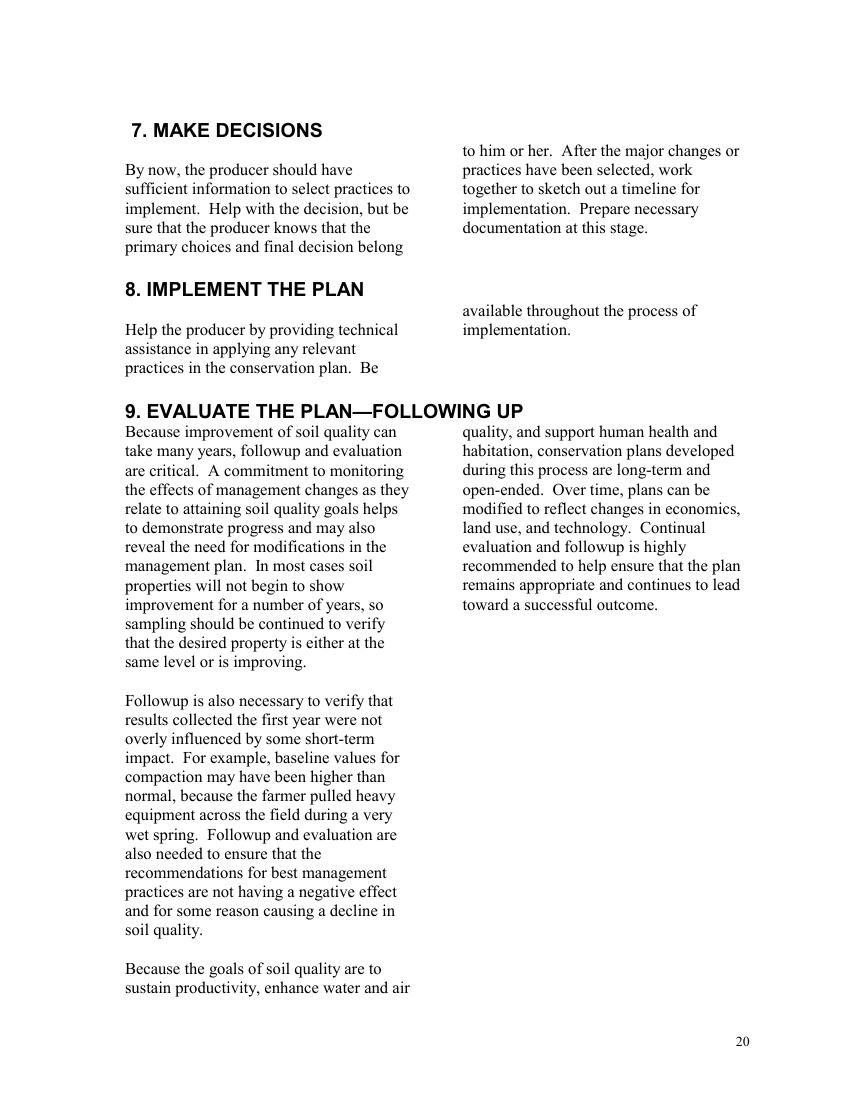 7. MAKE DECISIONS
By now, the producer should have
sufficient information to select practices to
implement.  Help with the decision, but be
sure that the producer knows that the
primary choices and final decision belong
to him or her.  After the major changes or
practices have been selected, work
together to sketch out a timeline for
implementation.  Prepare necessary
documentation at this stage.
8. IMPLEMENT THE PLAN
Help the producer by providing technical
assistance in applying any relevant
practices in the conservation plan.  Be
available throughout the process of
implementation.
9. EVALUATE THE PLAN—FOLLOWING UP
Because improvement of soil quality can
take many years, followup and evaluation
are critical.  A commitment to monitoring
the effects of management changes as they
relate to attaining soil quality goals helps
to demonstrate progress and may also
reveal the need for modifications in the
management plan.  In most cases soil
properties will not begin to show
improvement for a number of years, so
sampling should be continued to verify
that the desired property is either at the
same level or is improving.
Followup is also necessary to verify that
results collected the first year were not
overly influenced by some short-term
impact.  For example, baseline values for
compaction may have been higher than
normal, because the farmer pulled heavy
equipment across the field during a very
wet spring.  Followup and evaluation are
also needed to ensure that the
recommendations for best management
practices are not having a negative effect
and for some reason causing a decline in
soil quality.
Because the goals of soil quality are to
sustain productivity, enhance water and air
quality, and support human health and
habitation, conservation plans developed
during this process are long-term and
open-ended.  Over time, plans can be
modified to reflect changes in economics,
land use, and technology.  Continual
evaluation and followup is highly
recommended to help ensure that the plan
remains appropriate and continues to lead
toward a successful outcome.
20